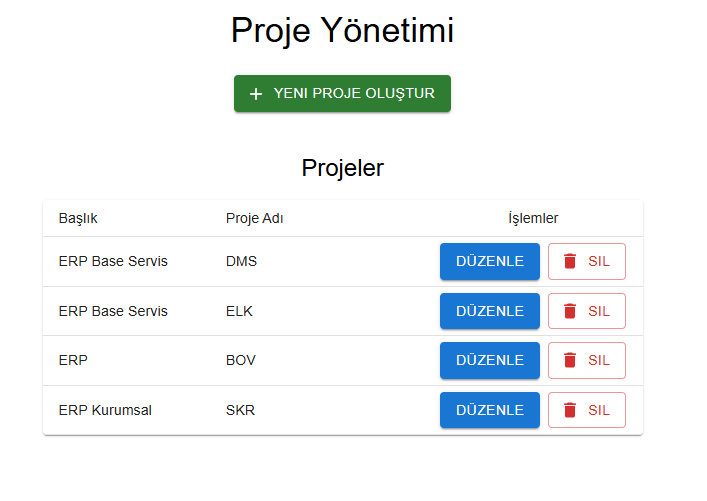 Proje Yönetimi
YENI PROJE OLUŞTUR
Projeler
Başlık Proje Adı İşlemler
ERP Base Servis DMS DÜZENLE SIL
ERP Base Servis ELK DÜZENLE SIL
ERP BOV DÜZENLE SIL
ERP Kurumsal SKR DÜZENLE SIL